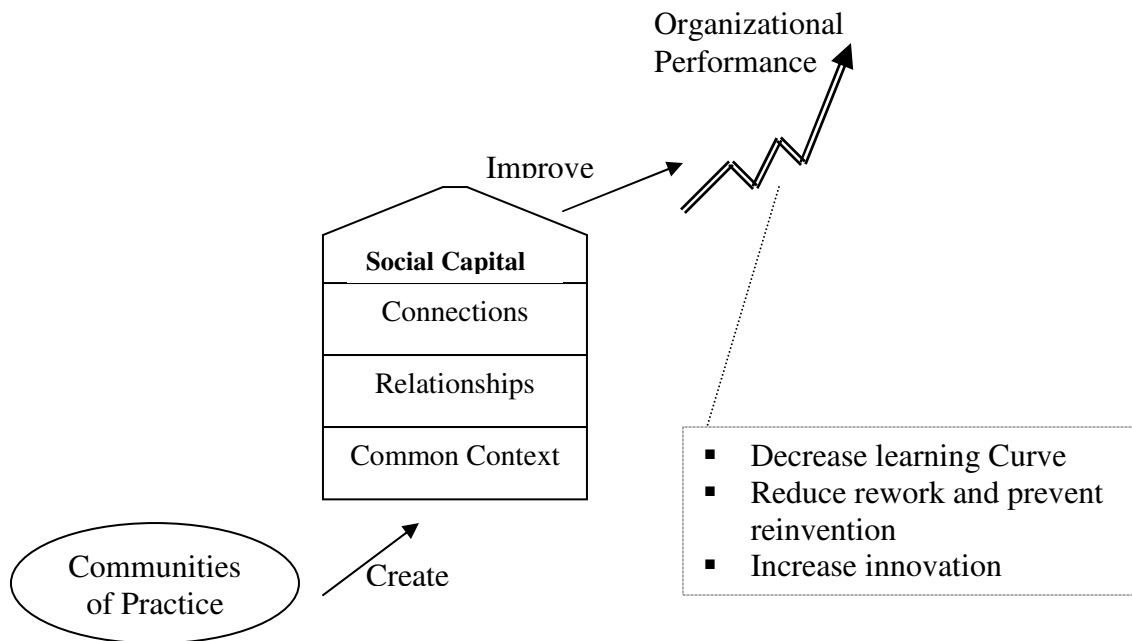 Organizational
Performance
Improve
Social Capital
Connections
Relationships
Common Context
Communities
of Practice
Create
▪ Decrease learning Curve
▪ Reduce rework and prevent
reinvention
▪ Increase innovation